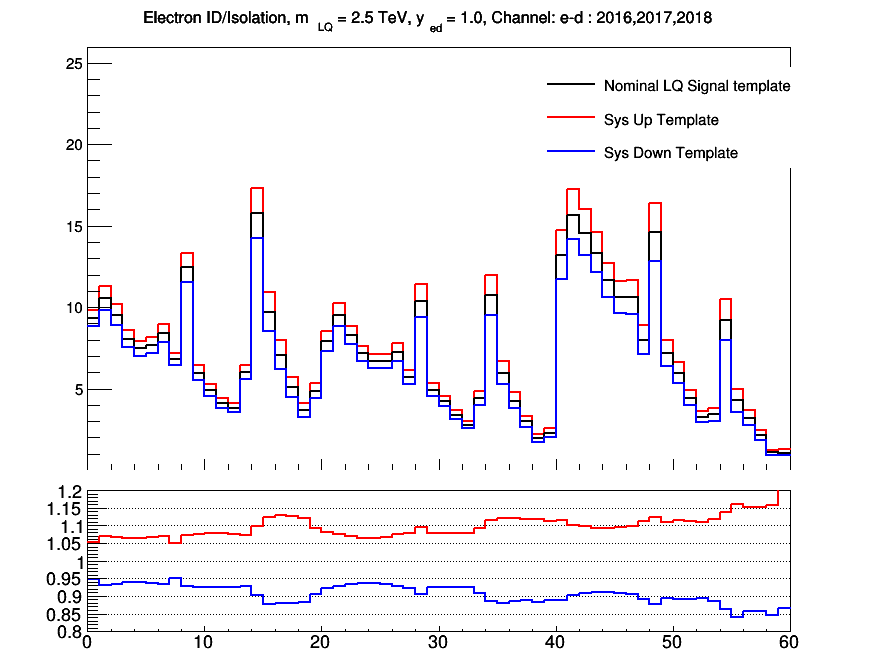 Electron ID/Isolation, m LQ = 2.5 TeV, y ed = 1.0, Channel: e-d : 2016,2017,2018
Nominal LQ Signal template
Sys Up Template
Sys Down Template
25
20
15
10
5
1.2
1.15
1.1
1.05
1
0.95
0.9
0.85
0.8
0 10 20 30 40 50 60